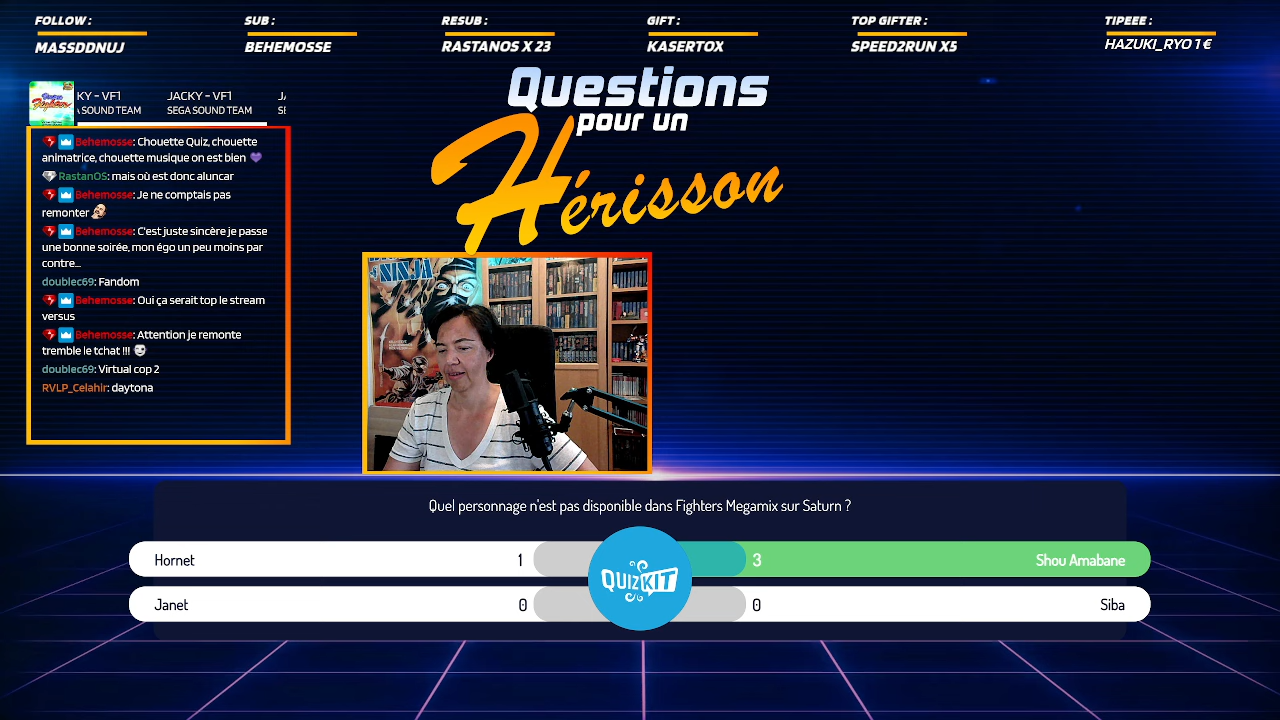 FOLLOW :
MASSDDNUJ
SUB :
BEHEMOSSE
RESUB :
RASTANOS X 23
GIFT :
KASERTOX
TOP GIFTER :
SPEED2RUN X5
TIPEEE :
HAZUKI_RYO 1 €
Questions
pour un
Hérisson
KY - VF1
SOUND TEAM
JACKY - VF1
SEGA SOUND TEAM
Behemosse: Chouette Quiz, chouette
animatrice, chouette musique on est bien
RastanOS: mais où est donc aluncar
Behemosse: Je ne comptais pas
remonter
Behemosse: C'est juste sincère je passe
une bonne soirée, mon égo un peu moins par
contre...
doublec69: Fandom
Behemosse: Oui ça serait top le stream
versus
Behemosse: Attention je remonte
tremble le tchat !!!
doublec69: Virtual cop 2
RVLP_Celahir: daytona
NINJA
Quel personnage n'est pas disponible dans Fighters Megamix sur Saturn ?
Hornet 1
3 Shou Amabane
QUIZKIT
Janet 0
0 Siba